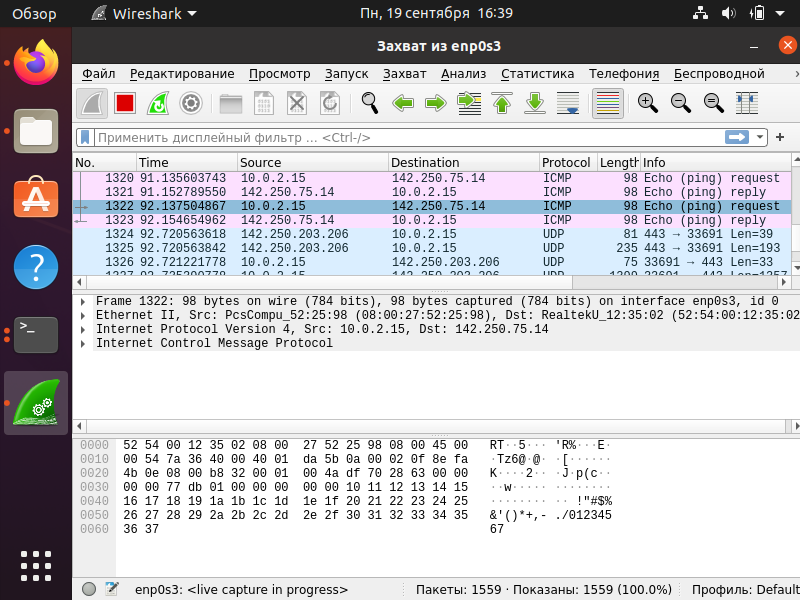 Обзор Wireshark Пн, 19 сентября 16:39
Захват из enp0s3
Файл Редактирование Просмотр Запуск Захват Анализ Статистика Телефония Беспроводной
Применить дисплейный фильтр ... <Ctrl-/>
No. Time Source Destination Protocol Length Info
1320 91.135603743 10.0.2.15 142.250.75.14 ICMP 98 Echo (ping) request
1321 91.152789550 142.250.75.14 10.0.2.15 ICMP 98 Echo (ping) reply
1322 92.137504867 10.0.2.15 142.250.75.14 ICMP 98 Echo (ping) request
1323 92.154654962 142.250.75.14 10.0.2.15 ICMP 98 Echo (ping) reply
1324 92.720563618 142.250.203.206 10.0.2.15 UDP 81 443 → 33691 Len=39
1325 92.720563842 142.250.203.206 10.0.2.15 UDP 235 443 → 33691 Len=193
1326 92.721221778 10.0.2.15 142.250.203.206 UDP 75 33691 → 443 Len=33
Frame 1322: 98 bytes on wire (784 bits), 98 bytes captured (784 bits) on interface enp0s3, id 0
Ethernet II, Src: PcsCompu_52:25:98 (08:00:27:52:25:98), Dst: RealtekU_12:35:02 (52:54:00:12:35:02
Internet Protocol Version 4, Src: 10.0.2.15, Dst: 142.250.75.14
Internet Control Message Protocol
0000 52 54 00 12 35 02 08 00 27 52 25 98 08 00 45 00 RT··5··· 'R%···E·
0010 00 54 7a 36 40 00 40 01 da 5b 0a 00 02 0f 8e fa ·Tz6@·@· ·[······
0020 4b 0e 08 00 b8 32 00 01 00 4a df 70 28 63 00 00 K····2·· ·J·p(c··
0030 00 00 77 db 01 00 00 00 00 00 10 11 12 13 14 15 ··w····· ········
0040 16 17 18 19 1a 1b 1c 1d 1e 1f 20 21 22 23 24 25 ········ ·· !"#$%
0050 26 27 28 29 2a 2b 2c 2d 2e 2f 30 31 32 33 34 35 &'()*+,- ./012345
0060 36 37 67
enp0s3: <live capture in progress> Пакеты: 1559 · Показаны: 1559 (100.0%) Профиль: Default